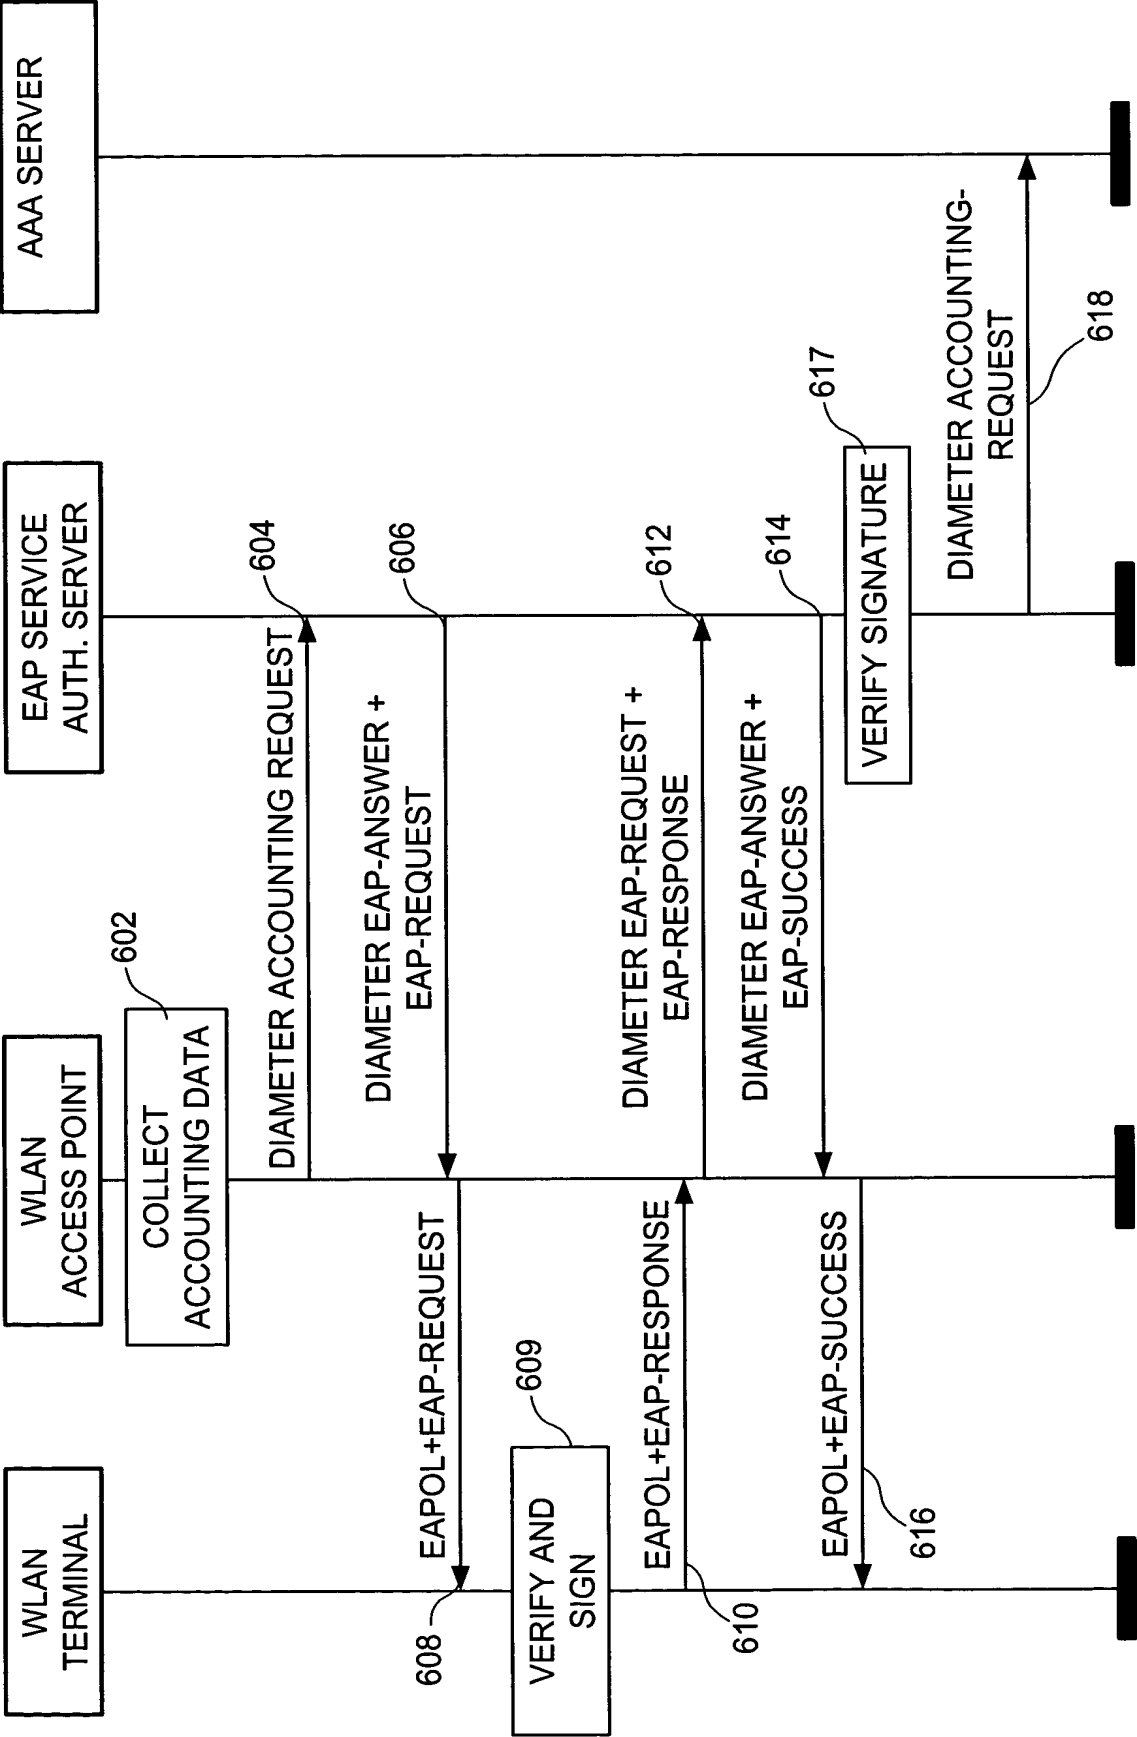 WLAN
TERMINAL
WLAN
ACCESS POINT
EAP SERVICE
AUTH. SERVER
AAA SERVER
COLLECT
ACCOUNTING DATA
602
DIAMETER ACCOUNTING REQUEST
604
DIAMETER EAP-ANSWER +
EAP-REQUEST
606
EAPOL+EAP-REQUEST
608
VERIFY AND
SIGN
609
EAPOL+EAP-RESPONSE
610
DIAMETER EAP-REQUEST +
EAP-RESPONSE
612
DIAMETER EAP-ANSWER +
EAP-SUCCESS
614
EAPOL+EAP-SUCCESS
616
VERIFY SIGNATURE
617
DIAMETER ACCOUNTING-
REQUEST
618